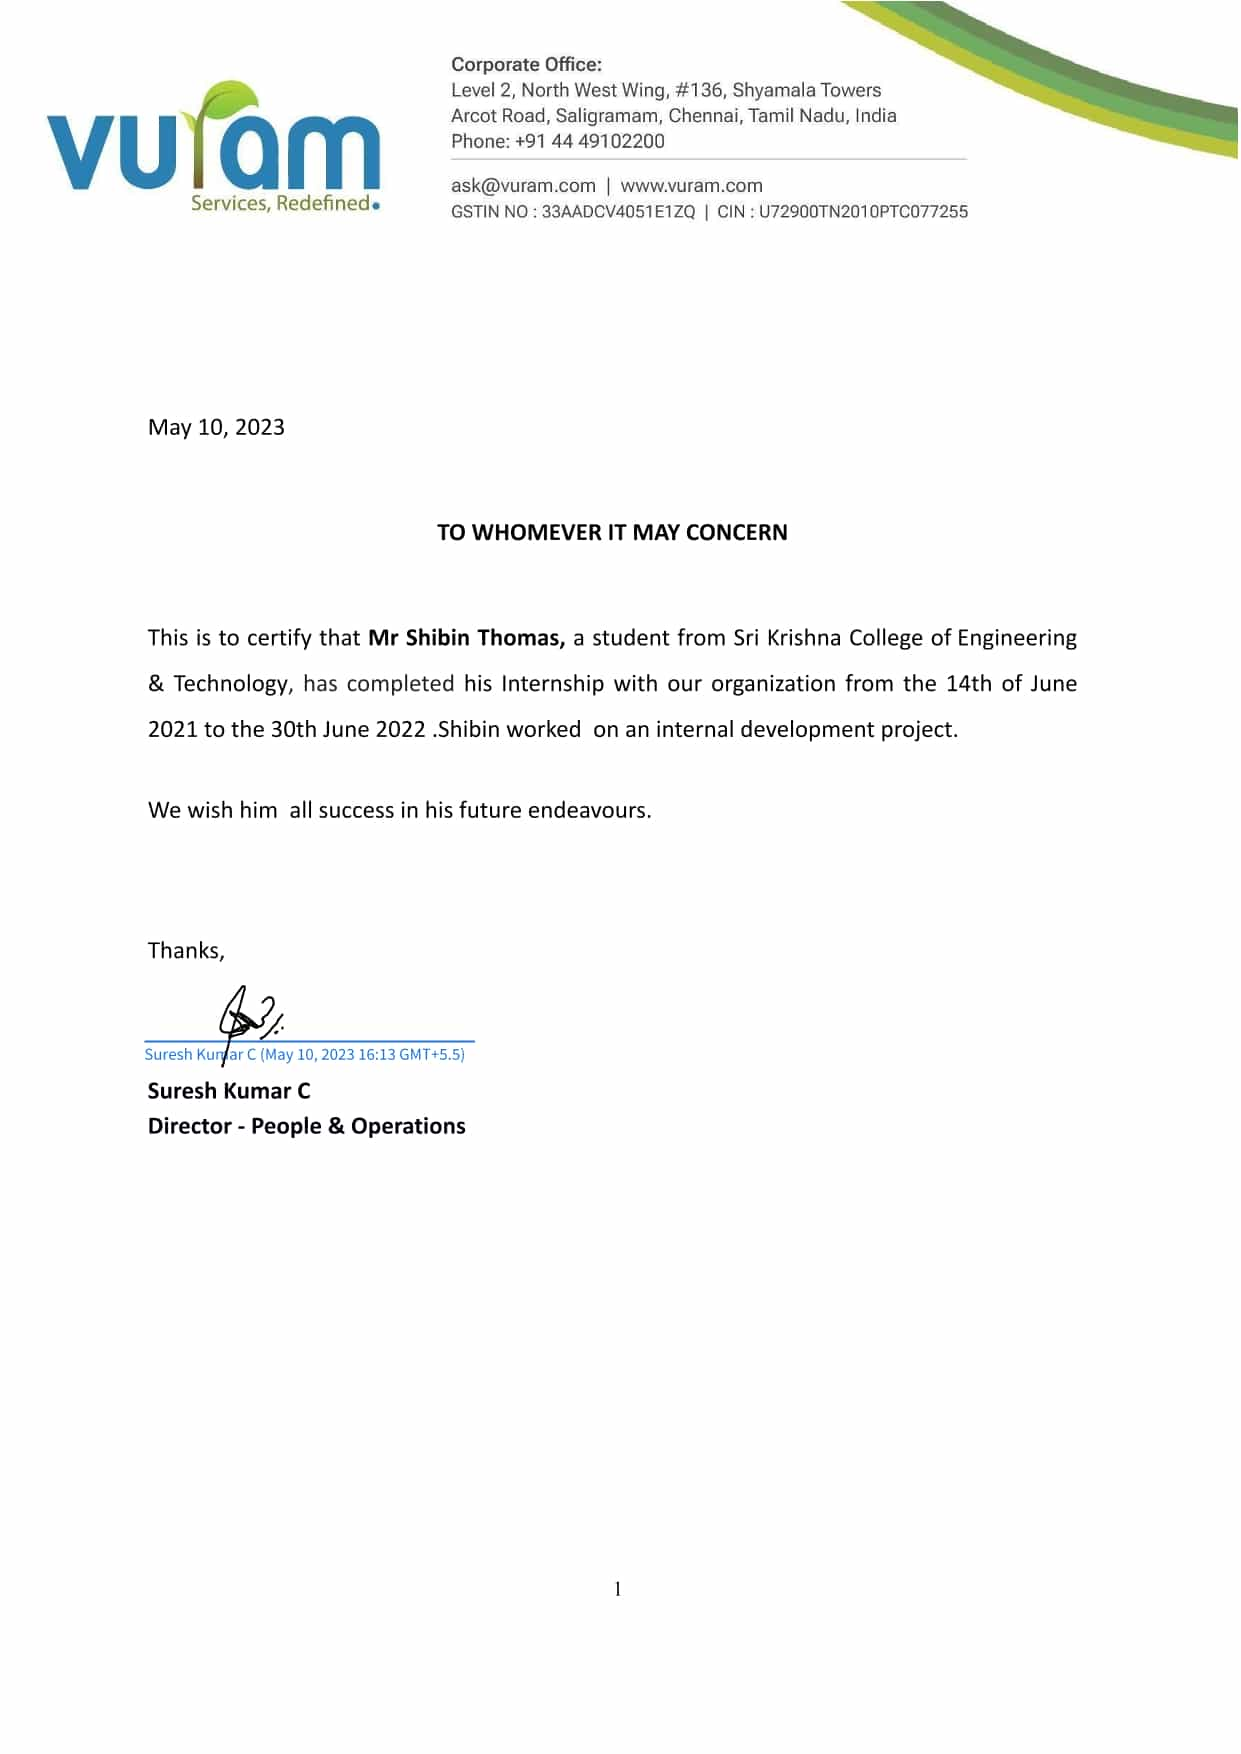 vuram
Services, Redefined.
Corporate Office:
Level 2, North West Wing, #136, Shyamala Towers
Arcot Road, Saligramam, Chennai, Tamil Nadu, India
Phone: +91 44 49102200
ask@vuram.com | www.vuram.com
GSTIN NO : 33AADCV4051E1ZQ | CIN : U72900TN2010PTC077255
May 10, 2023
TO WHOMEVER IT MAY CONCERN
This is to certify that Mr Shibin Thomas, a student from Sri Krishna College of Engineering
& Technology, has completed his Internship with our organization from the 14th of June
2021 to the 30th June 2022 .Shibin worked  on an internal development project.
We wish him  all success in his future endeavours.
Thanks,
Suresh Kumar C (May 10, 2023 16:13 GMT+5.5)
Suresh Kumar C
Director - People & Operations
1